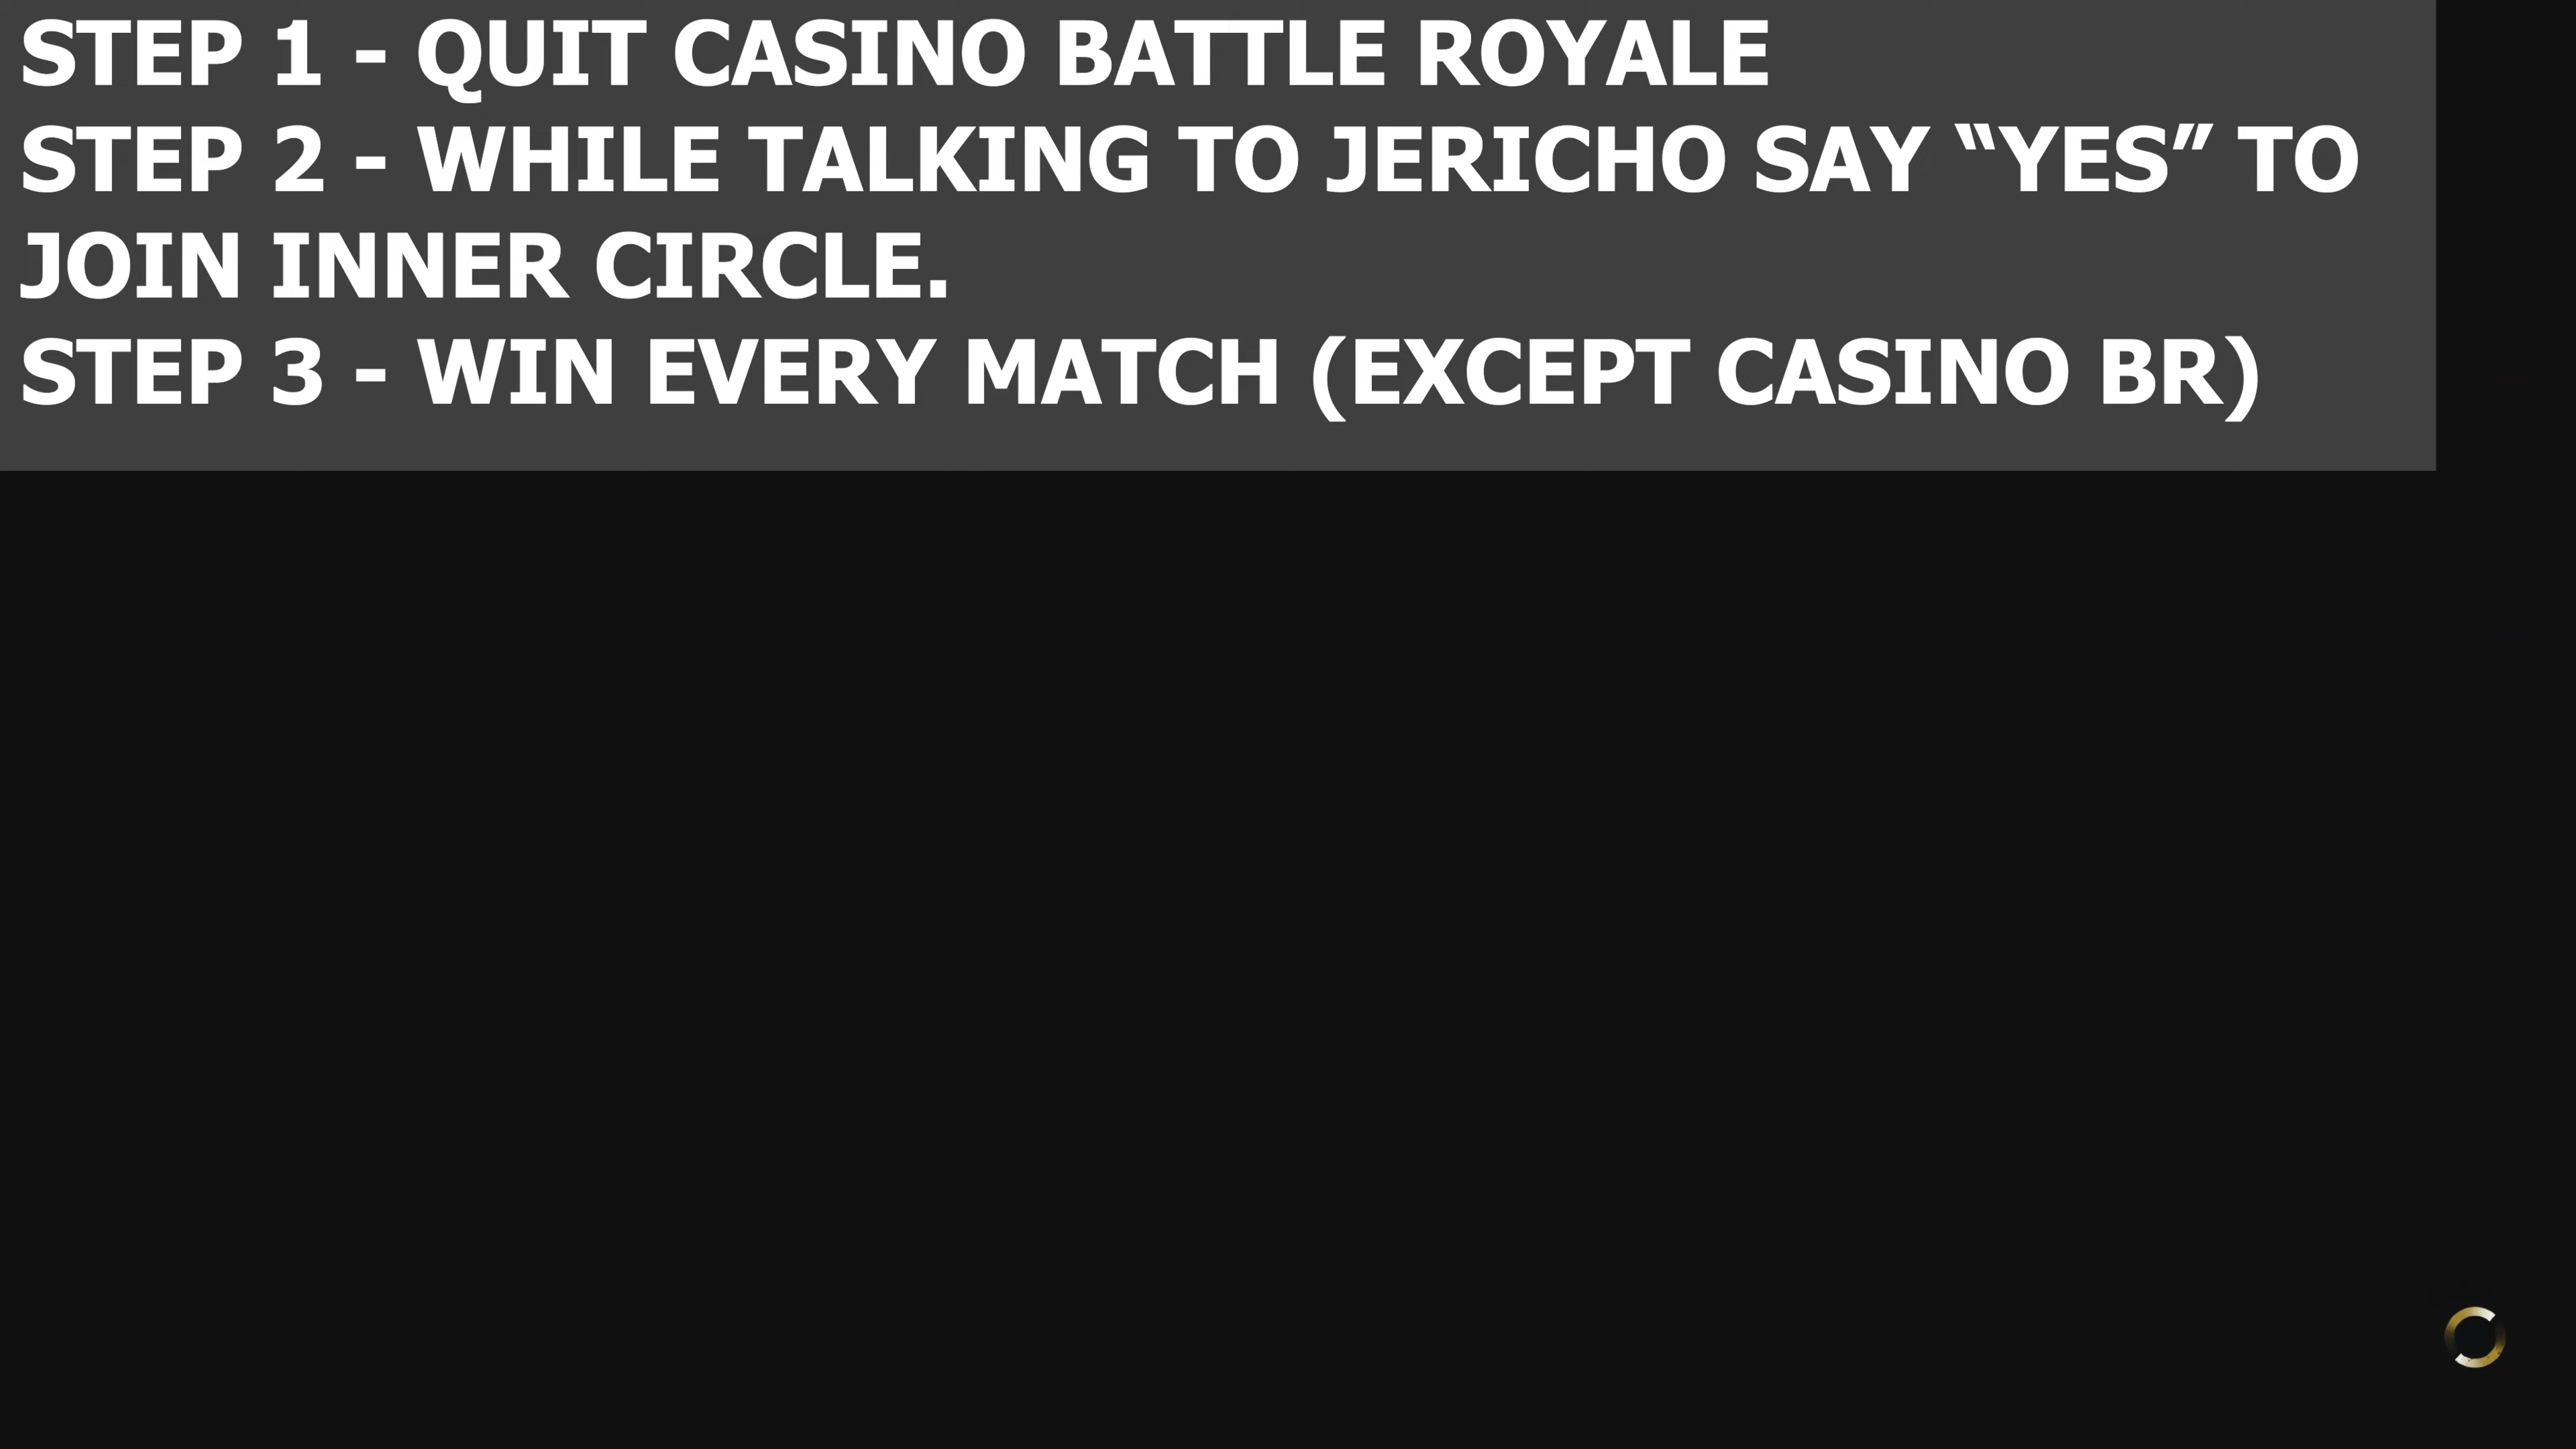 STEP 1 - QUIT CASINO BATTLE ROYALE
STEP 2 - WHILE TALKING TO JERICHO SAY “YES” TO
JOIN INNER CIRCLE.
STEP 3 - WIN EVERY MATCH (EXCEPT CASINO BR)